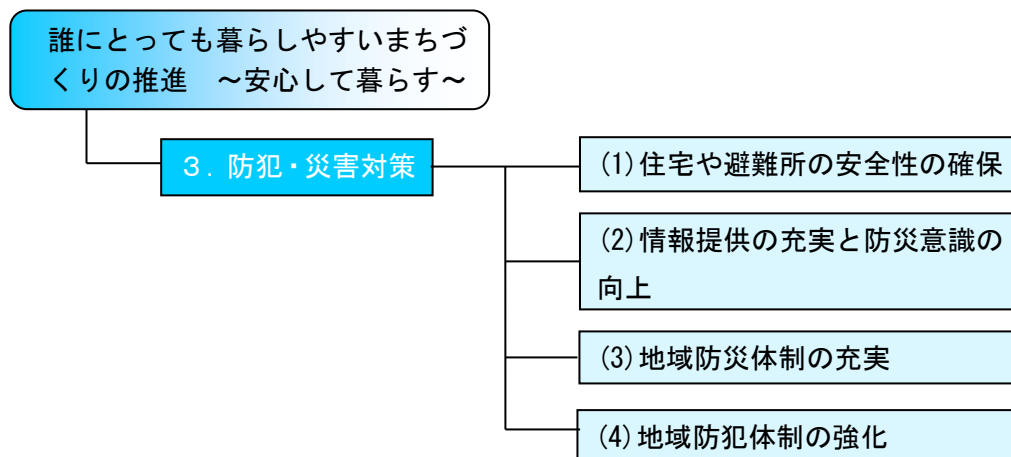 誰にとっても暮らしやすいまちづ
くりの推進　～安心して暮らす～
３．防犯・災害対策
(1)住宅や避難所の安全性の確保
(2)情報提供の充実と防災意識の
向上
(3)地域防災体制の充実
(4)地域防犯体制の強化